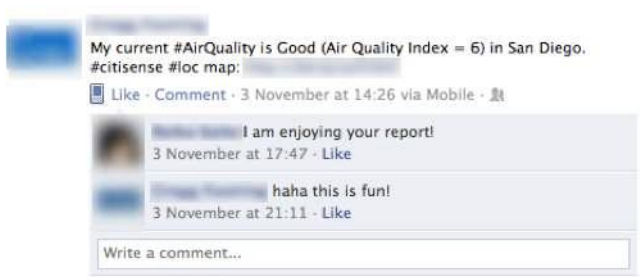 My current #AirQuality is Good (Air Quality Index = 6) in San Diego.
#citisense #loc map:
Like · Comment · 3 November at 14:26 via Mobile ·
I am enjoying your report!
3 November at 17:47 · Like
haha this is fun!
3 November at 21:11 · Like
Write a comment...